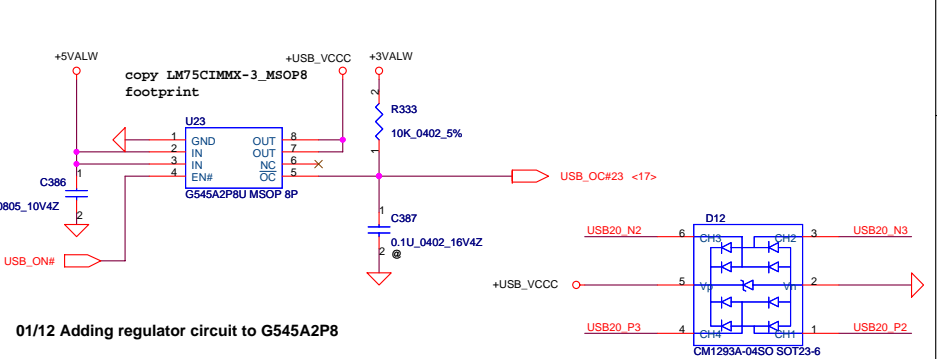 +5VALW
+USB_VCCC
+3VALW
copy LM75CIMMX-3_MSOP8
footprint
U23
1 GND OUT 8
2 IN OUT 7
3 IN NC 6
4 EN# OC 5
G545A2P8U MSOP 8P
2
R333
10K_0402_5%
1
C386
1
0805_10V4Z
2
USB_ON#
USB_OC#23 <17>
1
C387
0.1U_0402_16V4Z
2
@
D12
USB20_N2 6 CH3 CH2 3 USB20_N3
+USB_VCCC 5 Vp Vn 2
USB20_P3 4 CH4 CH1 1 USB20_P2
CM1293A-04SO SOT23-6
01/12 Adding regulator circuit to G545A2P8